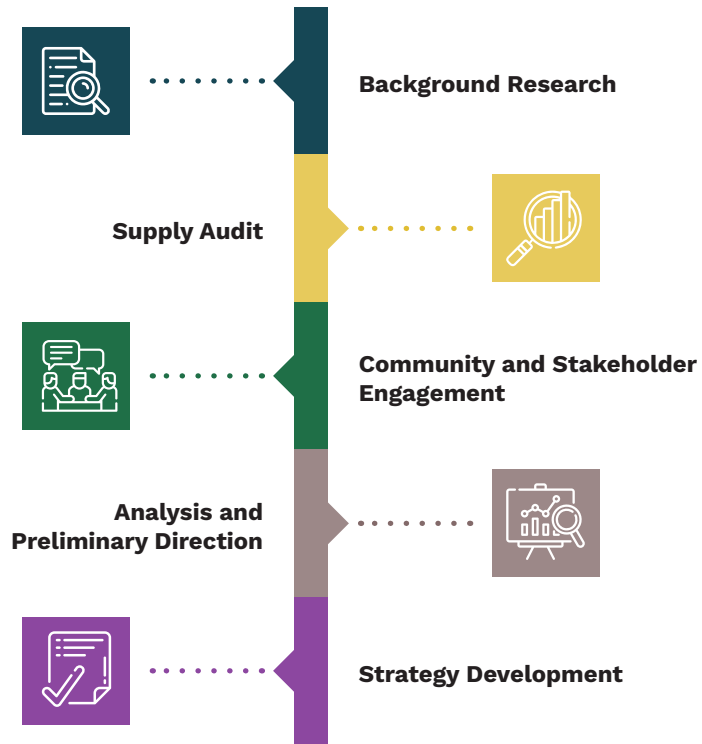 Background Research
Supply Audit
Community and Stakeholder
Engagement
Analysis and
Preliminary Direction
Strategy Development